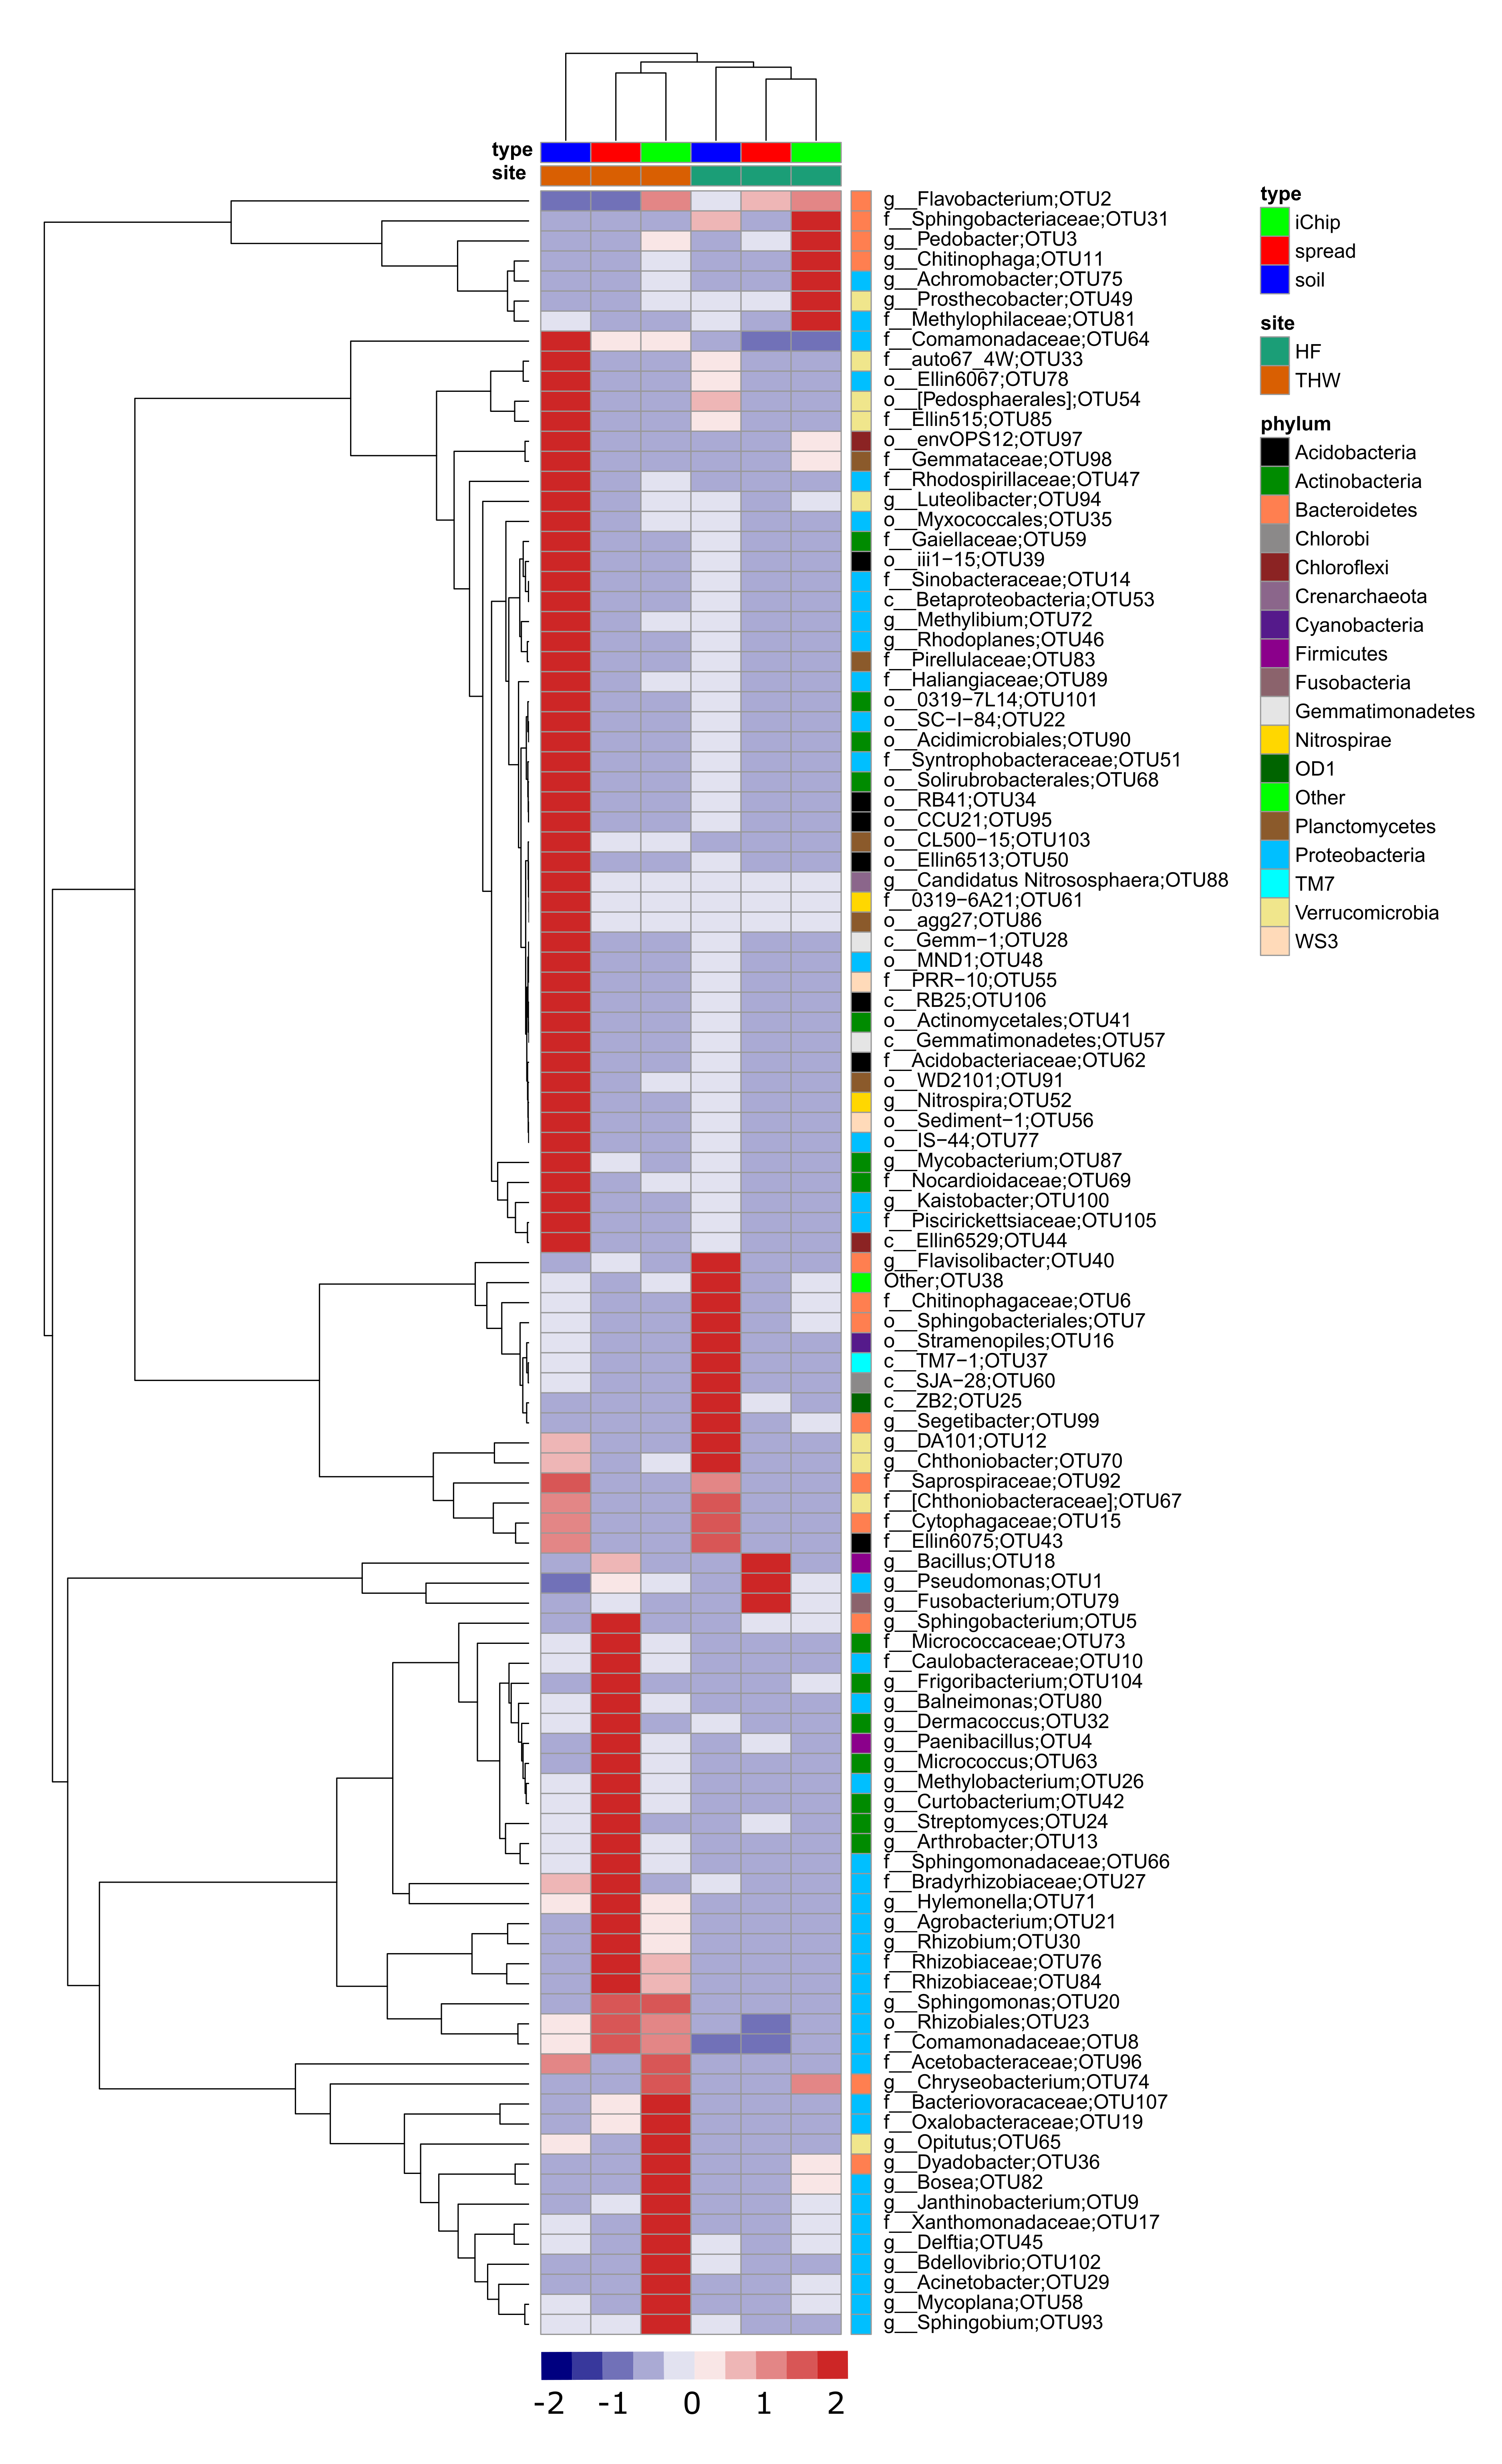 type
site
g__Flavobacterium;OTU2
f__Sphingobacteriaceae;OTU31
g__Pedobacter;OTU3
g__Chitinophaga;OTU11
g__Achromobacter;OTU75
g__Prosthecobacter;OTU49
f__Methylophilaceae;OTU81
f__Comamonadaceae;OTU64
f__auto67_4W;OTU33
o__Ellin6067;OTU78
o__[Pedosphaerales];OTU54
f__Ellin515;OTU85
o__envOPS12;OTU97
f__Gemmataceae;OTU98
f__Rhodospirillaceae;OTU47
g__Luteolibacter;OTU94
o__Myxococcales;OTU35
f__Gaiellaceae;OTU59
o__iii1−15;OTU39
f__Sinobacteraceae;OTU14
c__Betaproteobacteria;OTU53
g__Methylibium;OTU72
g__Rhodoplanes;OTU46
f__Pirellulaceae;OTU83
f__Haliangiaceae;OTU89
o__0319−7L14;OTU101
o__SC−I−84;OTU22
o__Acidimicrobiales;OTU90
f__Syntrophobacteraceae;OTU51
o__Solirubrobacterales;OTU68
o__RB41;OTU34
o__CCU21;OTU95
o__CL500−15;OTU103
o__Ellin6513;OTU50
g__Candidatus Nitrososphaera;OTU88
f__0319−6A21;OTU61
o__agg27;OTU86
c__Gemm−1;OTU28
o__MND1;OTU48
f__PRR−10;OTU55
c__RB25;OTU106
o__Actinomycetales;OTU41
c__Gemmatimonadetes;OTU57
f__Acidobacteriaceae;OTU62
o__WD2101;OTU91
g__Nitrospira;OTU52
o__Sediment−1;OTU56
o__IS−44;OTU77
g__Mycobacterium;OTU87
f__Nocardioidaceae;OTU69
g__Kaistobacter;OTU100
f__Piscirickettsiaceae;OTU105
c__Ellin6529;OTU44
g__Flavisolibacter;OTU40
Other;OTU38
f__Chitinophagaceae;OTU6
o__Sphingobacteriales;OTU7
o__Stramenopiles;OTU16
c__TM7−1;OTU37
c__SJA−28;OTU60
c__ZB2;OTU25
g__Segetibacter;OTU99
g__DA101;OTU12
g__Chthoniobacter;OTU70
f__Saprospiraceae;OTU92
f__[Chthoniobacteraceae];OTU67
f__Cytophagaceae;OTU15
f__Ellin6075;OTU43
g__Bacillus;OTU18
g__Pseudomonas;OTU1
g__Fusobacterium;OTU79
g__Sphingobacterium;OTU5
f__Micrococcaceae;OTU73
f__Caulobacteraceae;OTU10
g__Frigoribacterium;OTU104
g__Balneimonas;OTU80
g__Dermacoccus;OTU32
g__Paenibacillus;OTU4
g__Micrococcus;OTU63
g__Methylobacterium;OTU26
g__Curtobacterium;OTU42
g__Streptomyces;OTU24
g__Arthrobacter;OTU13
f__Sphingomonadaceae;OTU66
f__Bradyrhizobiaceae;OTU27
g__Hylemonella;OTU71
g__Agrobacterium;OTU21
g__Rhizobium;OTU30
f__Rhizobiaceae;OTU76
f__Rhizobiaceae;OTU84
g__Sphingomonas;OTU20
o__Rhizobiales;OTU23
f__Comamonadaceae;OTU8
f__Acetobacteraceae;OTU96
g__Chryseobacterium;OTU74
f__Bacteriovoracaceae;OTU107
f__Oxalobacteraceae;OTU19
g__Opitutus;OTU65
g__Dyadobacter;OTU36
g__Bosea;OTU82
g__Janthinobacterium;OTU9
f__Xanthomonadaceae;OTU17
g__Delftia;OTU45
g__Bdellovibrio;OTU102
g__Acinetobacter;OTU29
g__Mycoplana;OTU58
g__Sphingobium;OTU93
-2 -1 0 1 2
type
iChip
spread
soil
site
HF
THW
phylum
Acidobacteria
Actinobacteria
Bacteroidetes
Chlorobi
Chloroflexi
Crenarchaeota
Cyanobacteria
Firmicutes
Fusobacteria
Gemmatimonadetes
Nitrospirae
OD1
Other
Planctomycetes
Proteobacteria
TM7
Verrucomicrobia
WS3